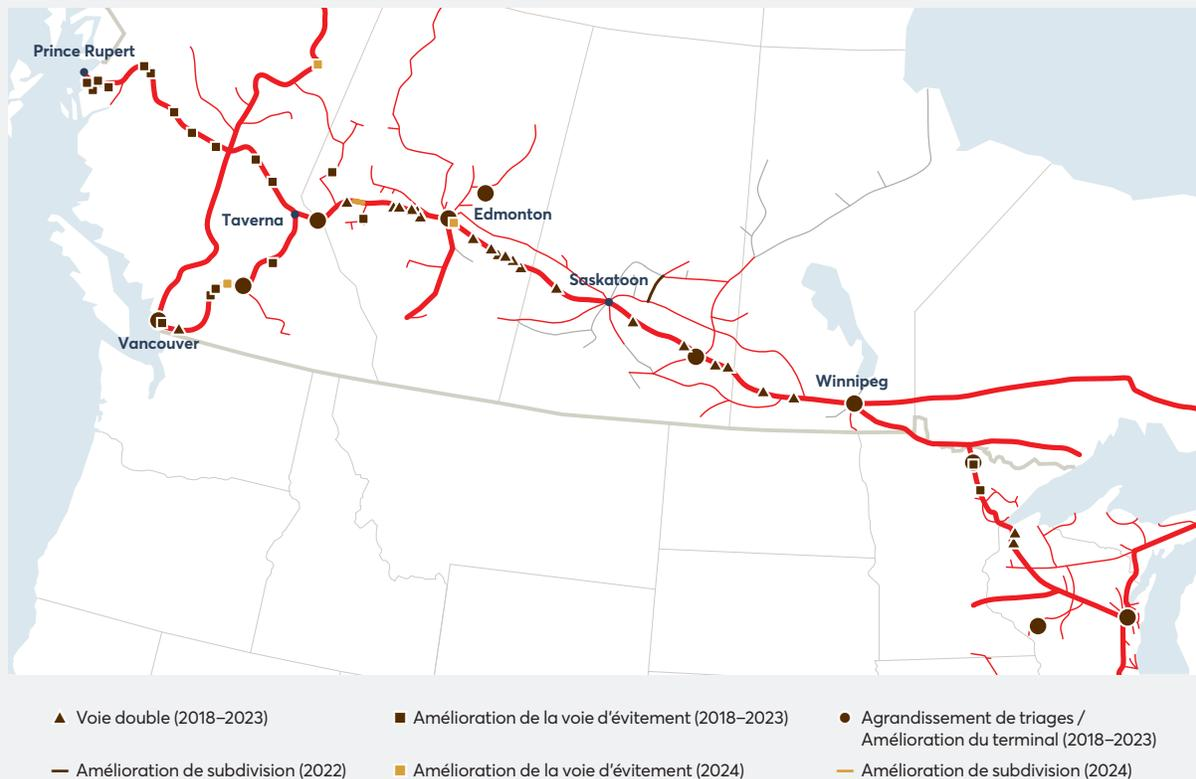 Prince Rupert
Taverna
Edmonton
Saskatoon
Vancouver
Winnipeg
Voie double (2018–2023)
Amélioration de la voie d'évitement (2018–2023)
Agrandissement de triages /
Amélioration du terminal (2018–2023)
Amélioration de subdivision (2022)
Amélioration de la voie d'évitement (2024)
Amélioration de subdivision (2024)